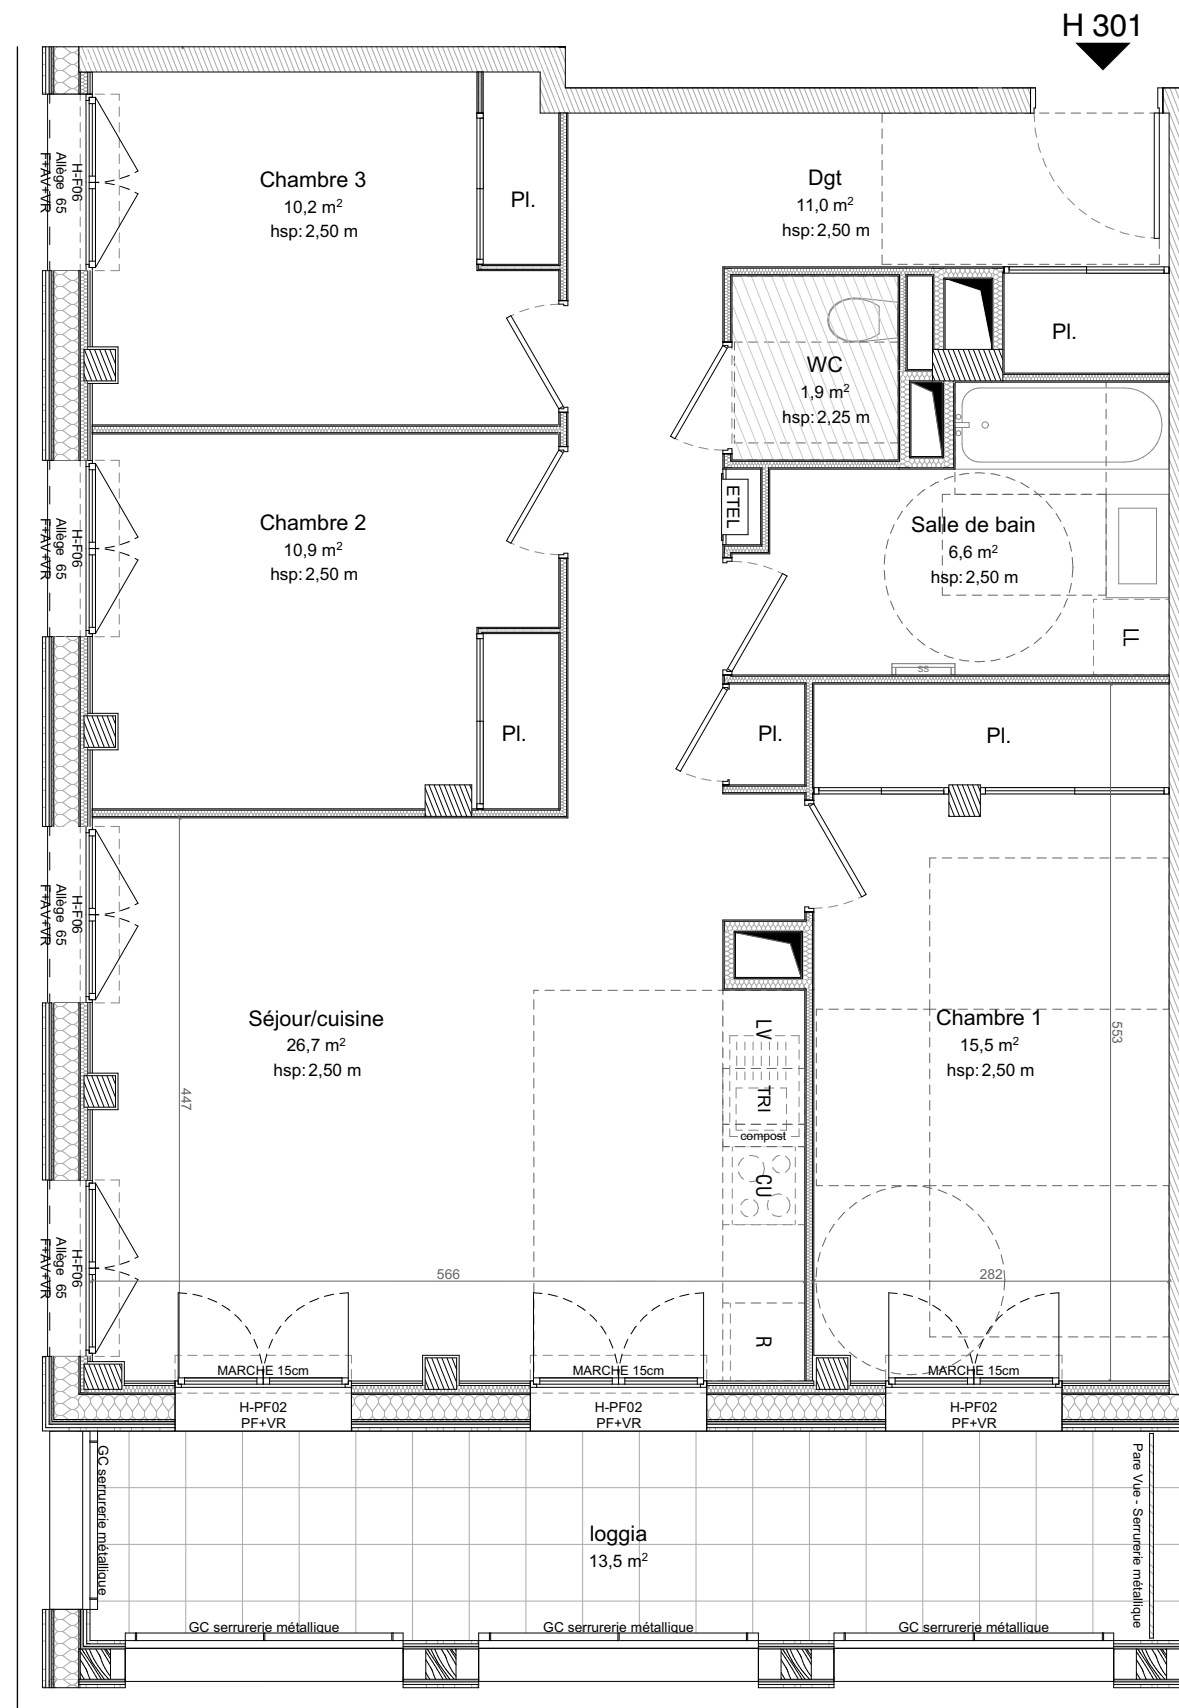 H 301
Chambre 3
10,2 m²
hsp: 2,50 m
Pl.
Dgt
11,0 m²
hsp: 2,50 m
H-F06
Allège 65
F+AV+VR
Pl.
WC
1,9 m²
hsp: 2,25 m
ETEL
Chambre 2
10,9 m²
hsp: 2,50 m
H-F06
Allège 65
F+AV+VR
Salle de bain
6,6 m²
hsp: 2,50 m
LL
SS
Pl.
Pl.
Pl.
H-F06
Allège 65
F+AV+VR
Séjour/cuisine
26,7 m²
hsp: 2,50 m
447
LV
TRI
compost
CU
R
Chambre 1
15,5 m²
hsp: 2,50 m
553
H-F06
Allège 65
F+AV+VR
566
282
MARCHE 15cm
MARCHE 15cm
H-PF02
PF+VR
H-PF02
PF+VR
H-PF02
PF+VR
GC serrurerie métallique
loggia
13,5 m²
Pare Vue - Serrurerie métallique
GC serrurerie métallique
GC serrurerie métallique
GC serrurerie métallique